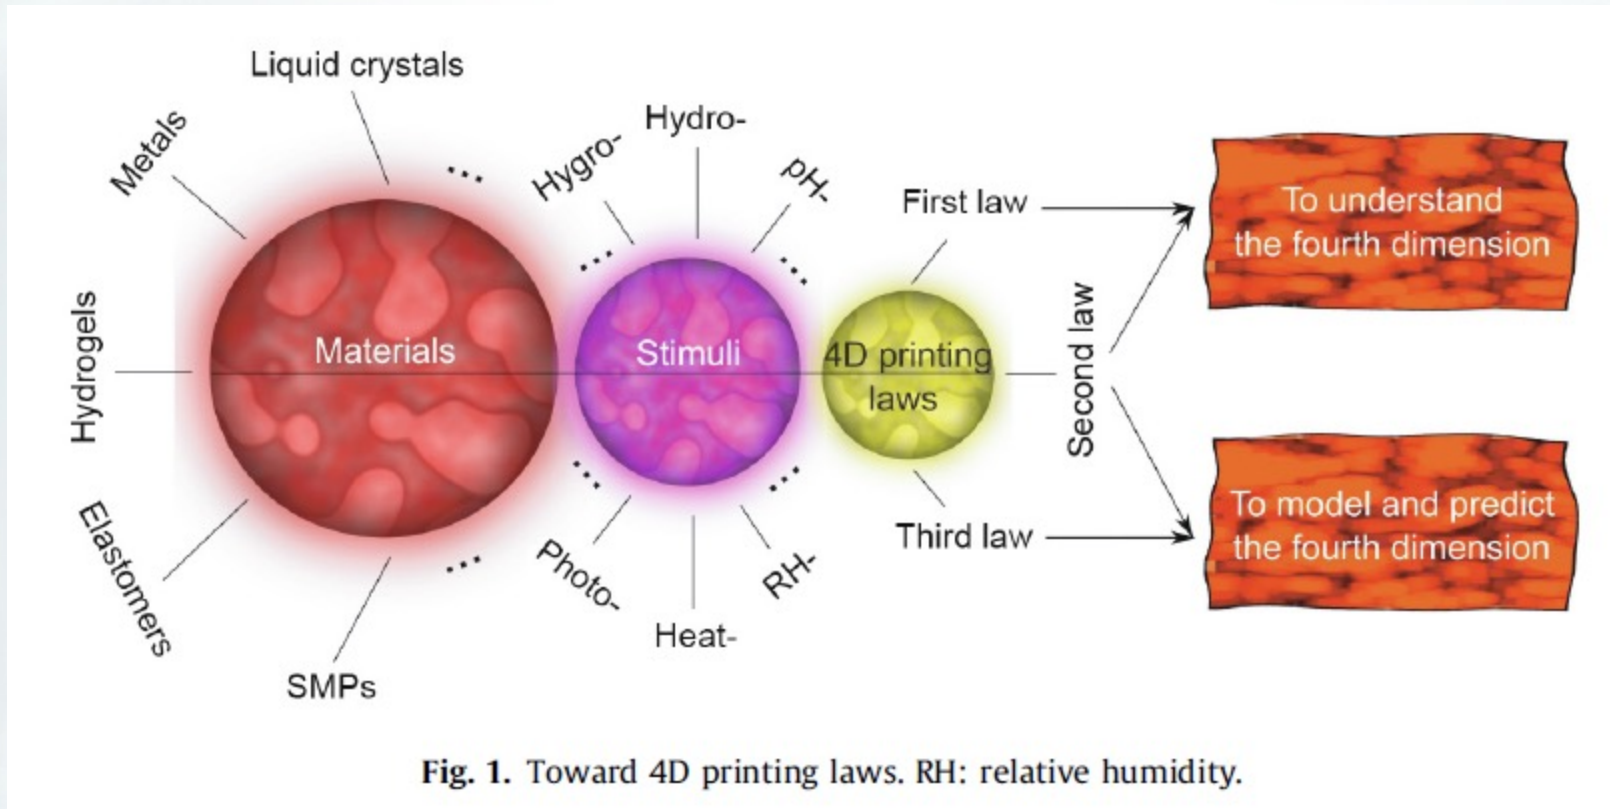 Liquid crystals
Metals
Hydrogels
Elastomers
SMPs
...
...
Materials
Hygro-
Hydro-
pH-
...
...
Stimuli
...
...
Photo-
Heat-
RH-
4D printing
laws
First law
Second law
Third law
To understand
the fourth dimension
To model and predict
the fourth dimension
Fig. 1. Toward 4D printing laws. RH: relative humidity.